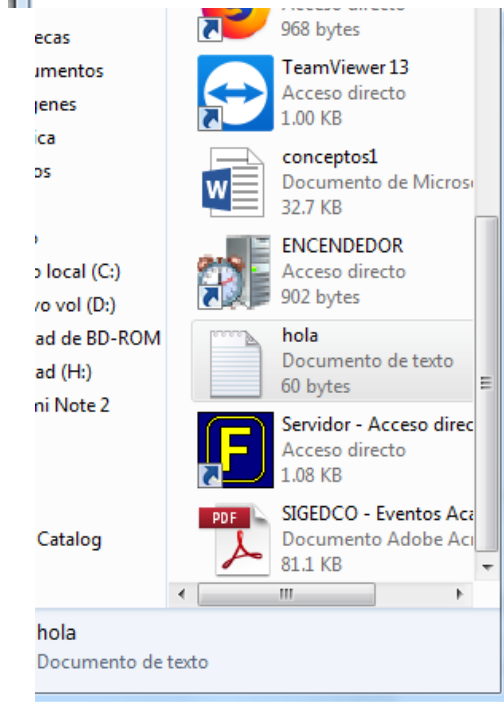 ecas
umentos
genes
ica
os
o local (C:)
vo vol (D:)
ad de BD-ROM
ad (H:)
mi Note 2
Catalog
968 bytes
TeamViewer 13
Acceso directo
1.00 KB
conceptos1
Documento de Micros
32.7 KB
ENCENDEDOR
Acceso directo
902 bytes
hola
Documento de texto
60 bytes
F
Servidor - Acceso direc
Acceso directo
1.08 KB
PDF
SIGEDCO - Eventos Aca
Documento Adobe Acr
81.1 KB
hola
Documento de texto